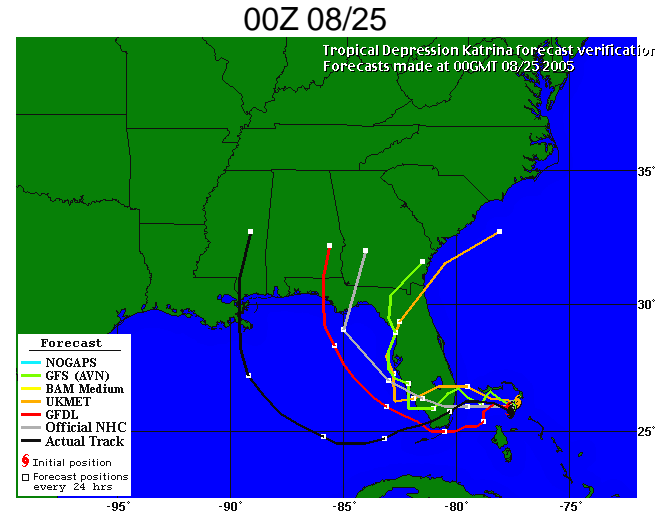 00Z 08/25
Tropical Depression Katrina forecast verification
Forecasts made at 00GMT 08/25 2005
35°
30°
25°
Forecast
NOGAPS
GFS (AVN)
BAM Medium
UKMET
GFDL
Official NHC
Actual Track
Initial position
Forecast positions
every 24 hrs
-95° -90° -85° -80° -75°